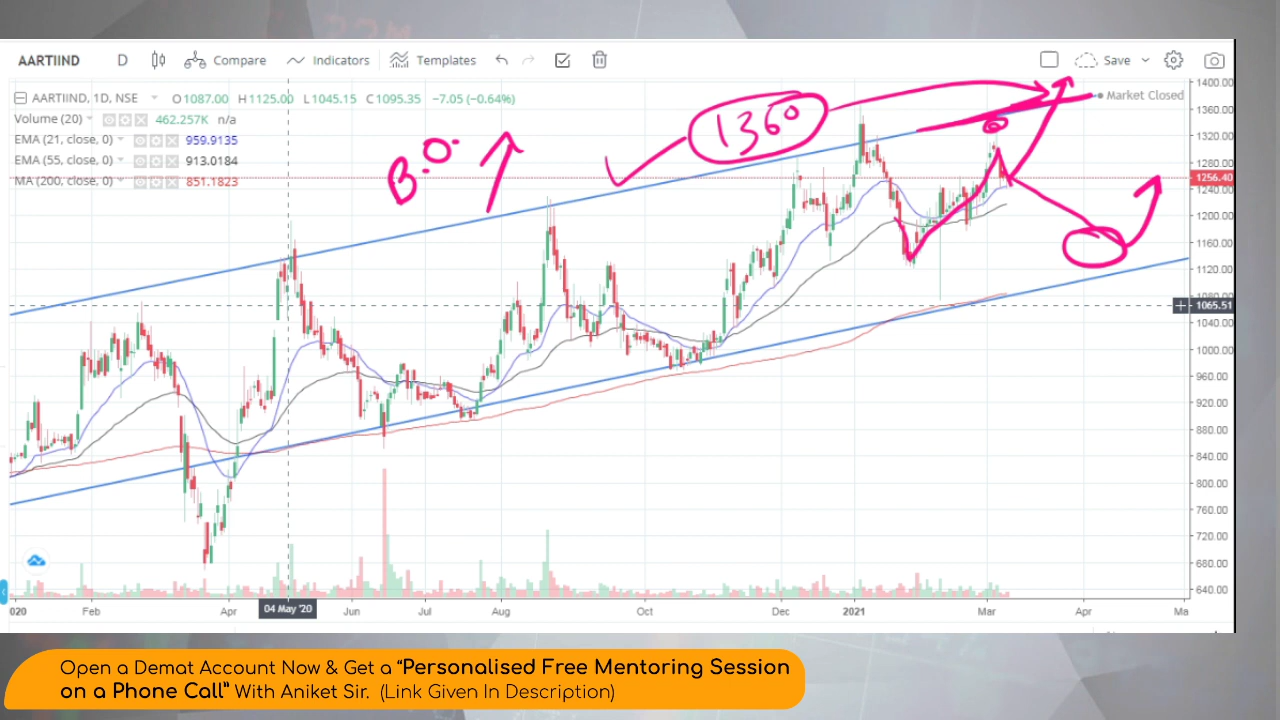 AARTIIND D Compare Indicators Templates Save
AARTIIND, 1D, NSE O1087.00 H1125.00 L1045.15 C1095.35 −7.05 (−0.64%)
Market Closed
Volume (20) 462.257K n/a
EMA (21, close, 0) 959.9135
EMA (55, close, 0) 913.0184
MA (200, close, 0) 851.1823
1360
B.O.
1400.00
1360.00
1320.00
1280.00
1256.40
1240.00
1200.00
1160.00
1120.00
1080.00
1065.51
1040.00
1000.00
960.00
920.00
880.00
840.00
800.00
760.00
720.00
680.00
640.00
020 Feb Apr 04 May '20 Jun Jul Aug Oct Dec 2021 Mar Apr Ma
Open a Demat Account Now & Get a “Personalised Free Mentoring Session
on a Phone Call” With Aniket Sir. (Link Given In Description)